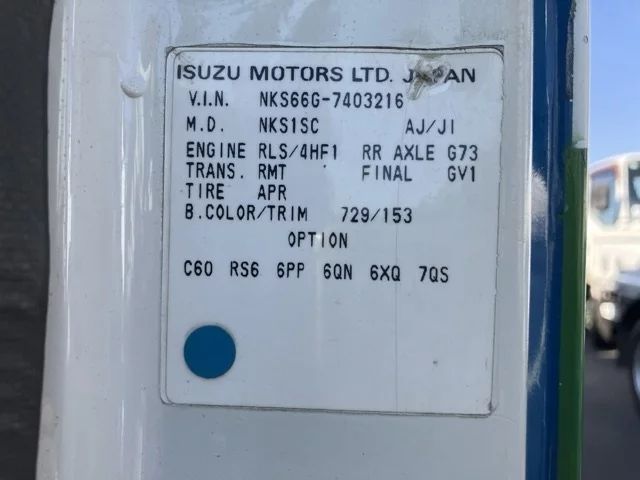 ISUZU MOTORS LTD. JAPAN
V.I.N. NKS66G-7403216
M.D. NKS1SC AJ/JI
ENGINE RLS/4HF1 RR AXLE G73
TRANS. RMT FINAL GV1
TIRE APR
B.COLOR/TRIM 729/153
OPTION
C60 RS6 6PP 6QN 6XQ 7QS